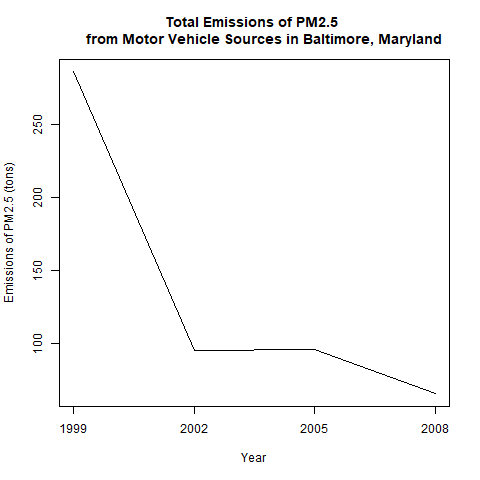 Total Emissions of PM2.5
from Motor Vehicle Sources in Baltimore, Maryland
Emissions of PM2.5 (tons)
250
200
150
100
1999
2002
2005
2008
Year